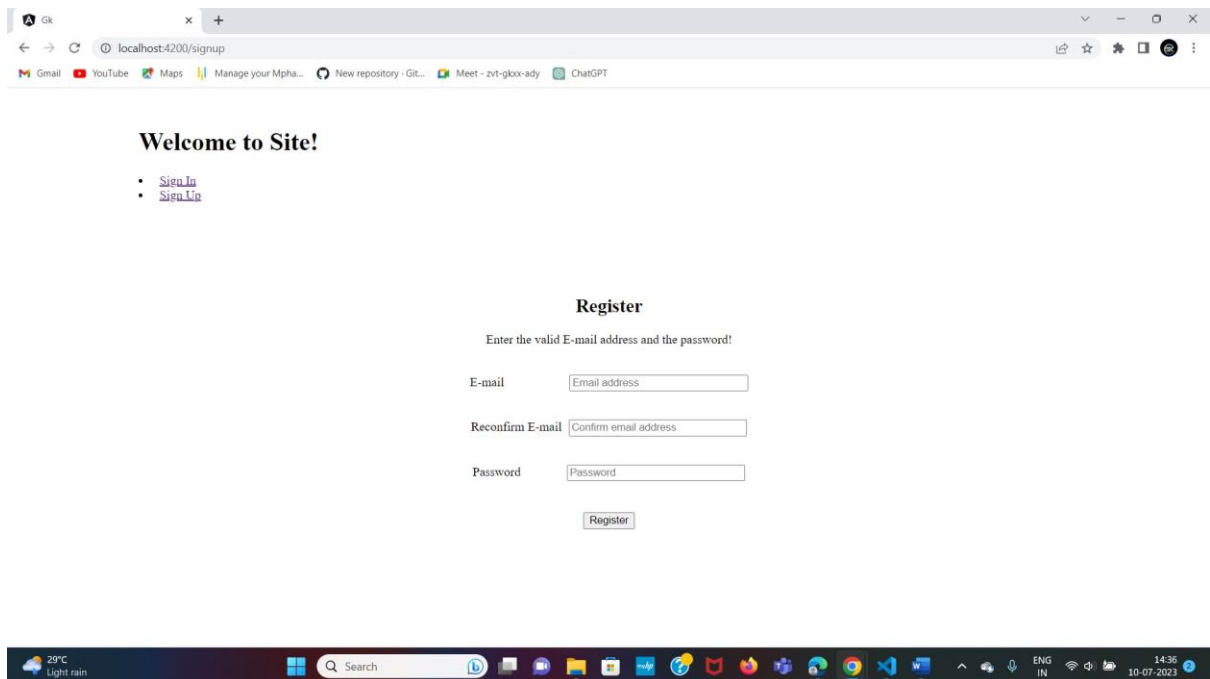 Gk
localhost:4200/signup
Gmail YouTube Maps Manage your Mpha... New repository · Git... Meet - zvt-gkxx-ady ChatGPT
Welcome to Site!
Sign In
Sign Up
Register
Enter the valid E-mail address and the password!
E-mail Email address
Reconfirm E-mail Confirm email address
Password Password
Register
29°C
Light rain
Search
ENG
IN
14:36
10-07-2023
2